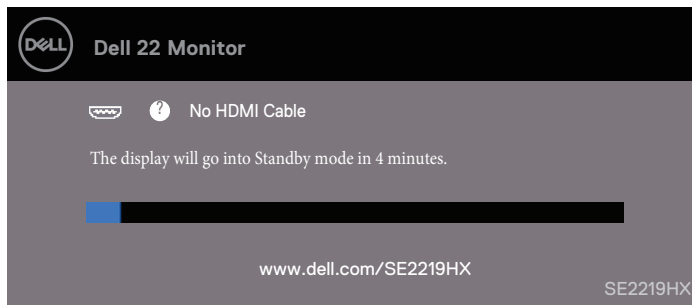 DELL
Dell 22 Monitor
? No HDMI Cable
The display will go into Standby mode in 4 minutes.
www.dell.com/SE2219HX
SE2219HX